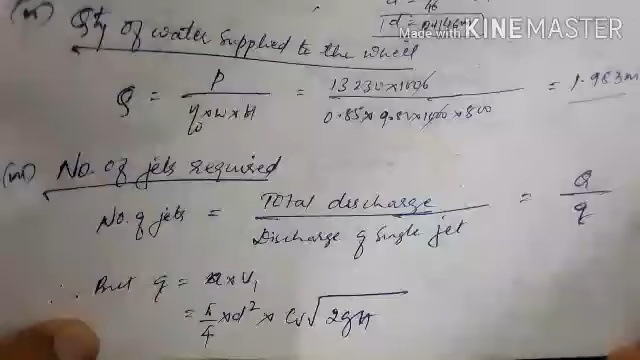 Made with KINEMASTER
(iv) Qty of water supplied to the wheel
Q = P / η₀ × w × H = 13230×1000 / 0.85× 9.81×1000×800 = 1.983m
No. of jets required
No. of jets = Total discharge / Discharge of single jet = Q / q
∴ But q = a × V₁
= π/4 × d² × Cv √2gH